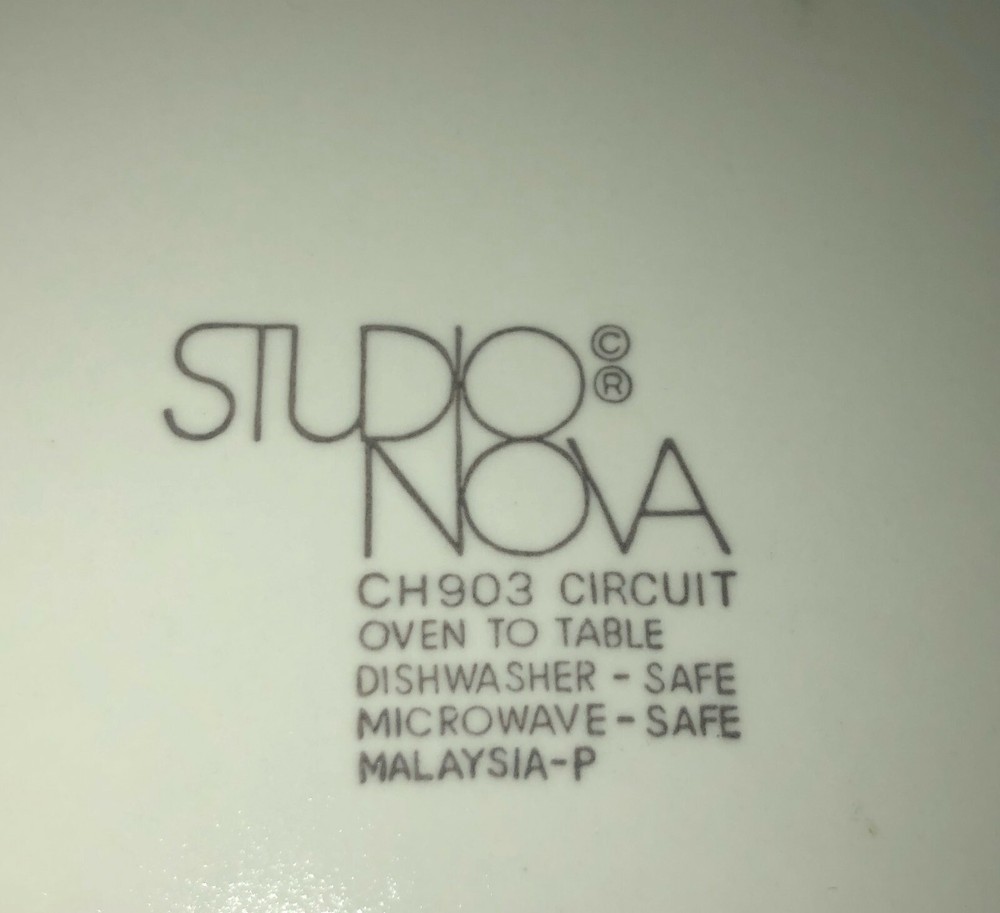 STUDIO ©
®
NOVA
CH903 CIRCUIT
OVEN TO TABLE
DISHWASHER - SAFE
MICROWAVE - SAFE
MALAYSIA-P